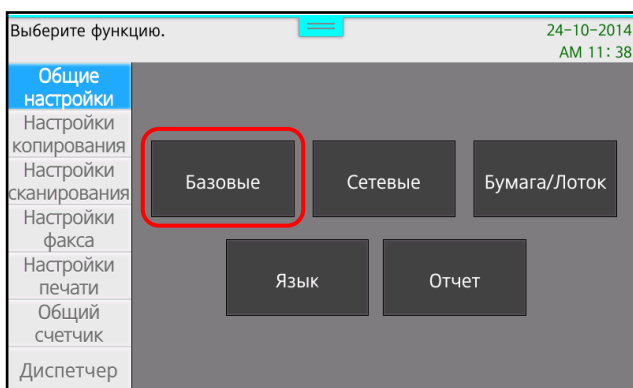 Выберите функцию.
24-10-2014
AM 11:38
Общие
настройки
Настройки
копирования
Настройки
сканирования
Настройки
факса
Настройки
печати
Общий
счетчик
Диспетчер
Базовые
Сетевые
Бумага/Лоток
Язык
Отчет